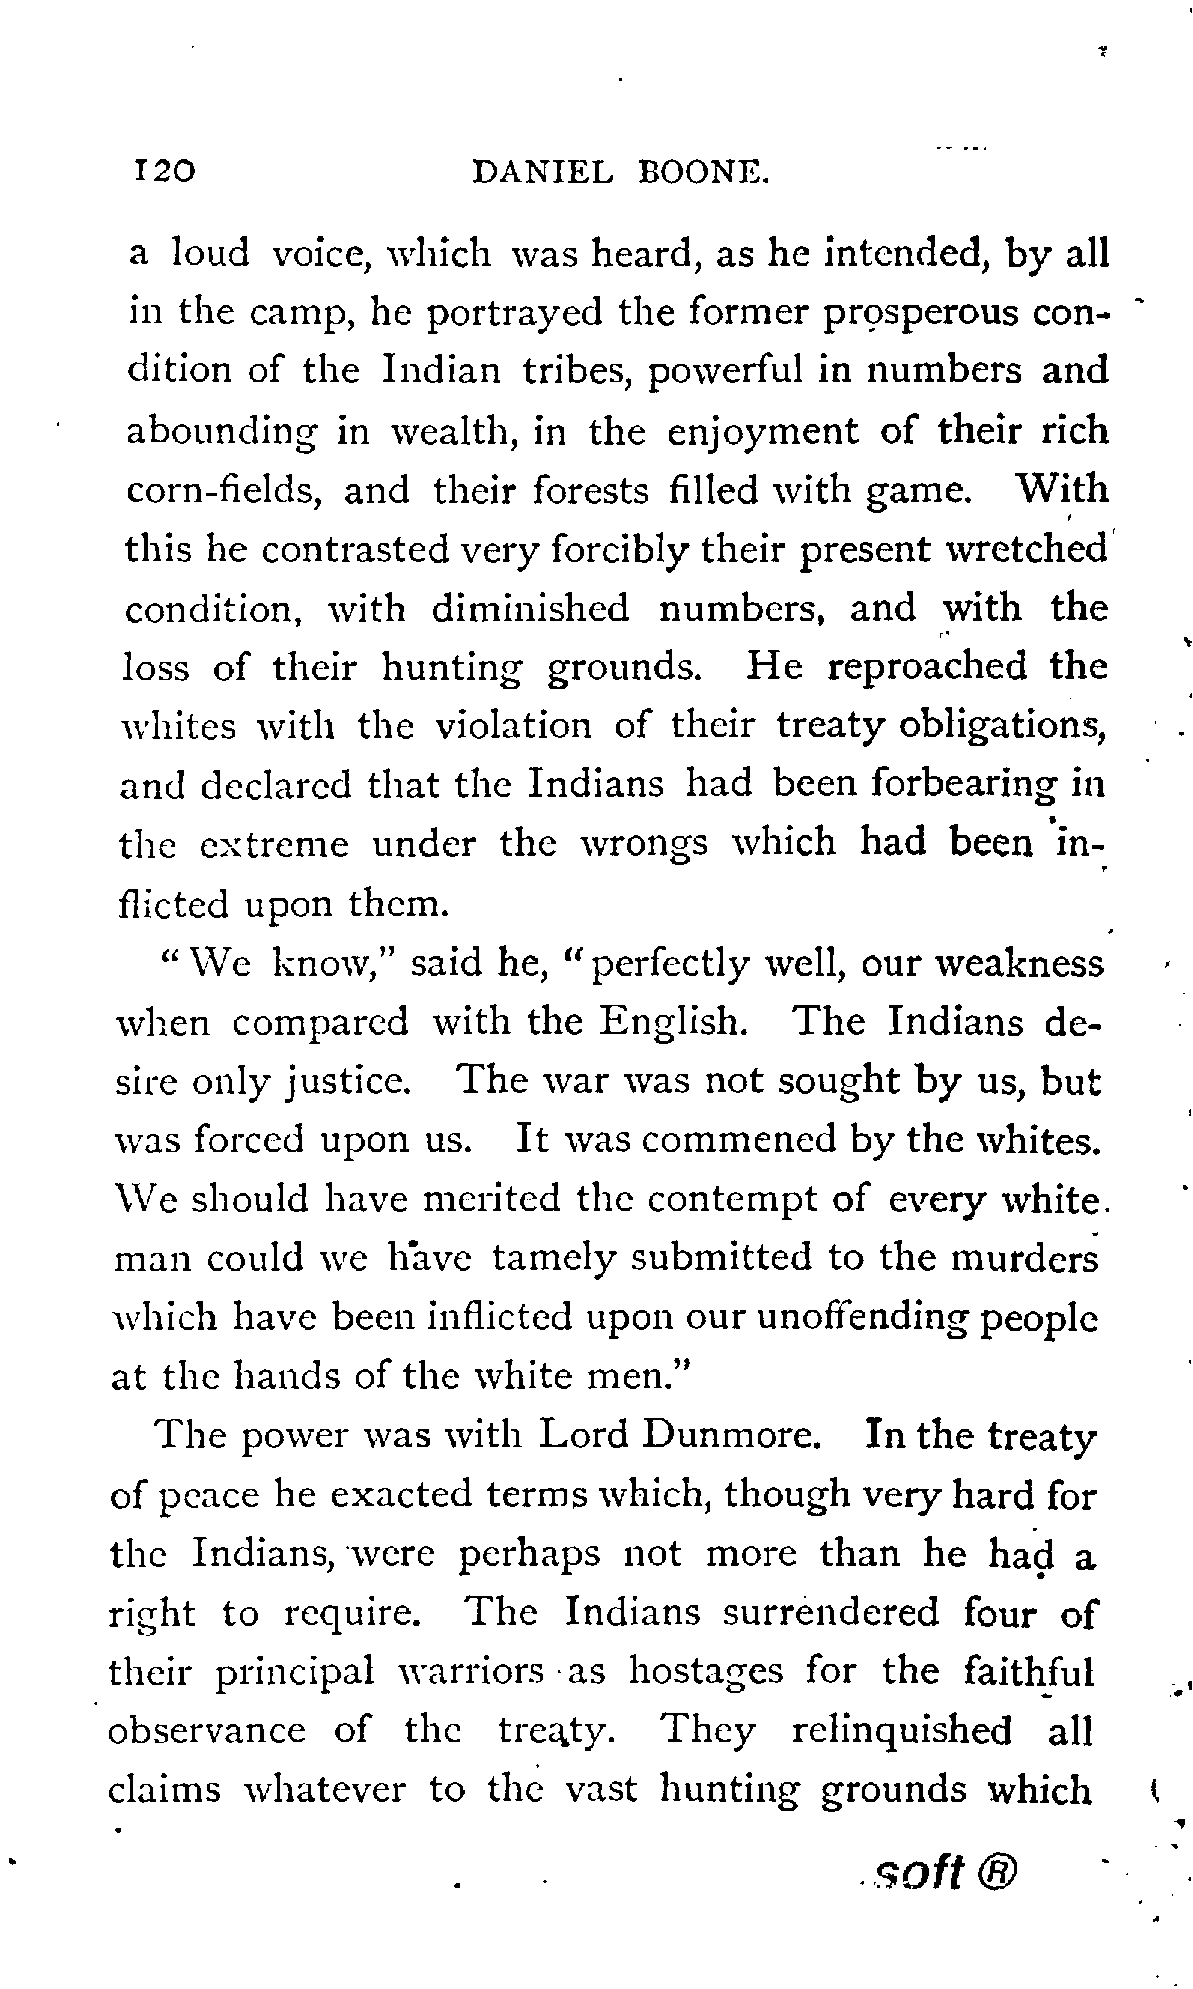 120 DANIEL BOONE.
a loud voice, which was heard, as he intended, by all
in the camp, he portrayed the former prosperous con-
dition of the Indian tribes, powerful in numbers and
abounding in wealth, in the enjoyment of their rich
corn-fields, and their forests filled with game. With
this he contrasted very forcibly their present wretched
condition, with diminished numbers, and with the
loss of their hunting grounds. He reproached the
whites with the violation of their treaty obligations,
and declared that the Indians had been forbearing in
the extreme under the wrongs which had been in-
flicted upon them.
"We know," said he, "perfectly well, our weakness
when compared with the English. The Indians de-
sire only justice. The war was not sought by us, but
was forced upon us. It was commened by the whites.
We should have merited the contempt of every white
man could we have tamely submitted to the murders
which have been inflicted upon our unoffending people
at the hands of the white men."
The power was with Lord Dunmore. In the treaty
of peace he exacted terms which, though very hard for
the Indians, were perhaps not more than he had a
right to require. The Indians surrendered four of
their principal warriors as hostages for the faithful
observance of the treaty. They relinquished all
claims whatever to the vast hunting grounds which
soft ®